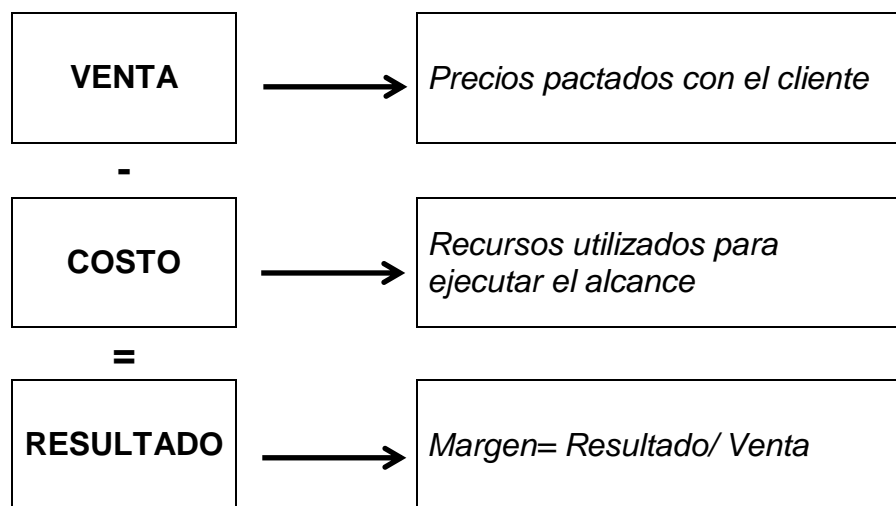 VENTA
Precios pactados con el cliente
-
COSTO
Recursos utilizados para
ejecutar el alcance
=
RESULTADO
Margen= Resultado/ Venta